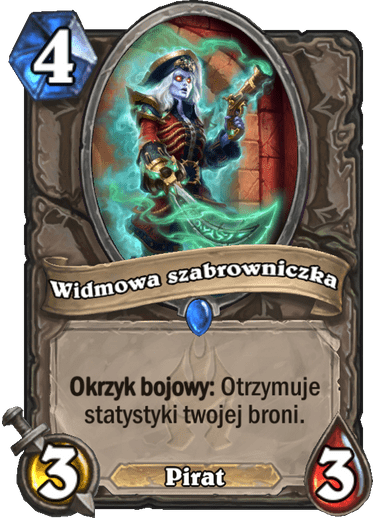 4
Widmowa szabrowniczka
Okrzyk bojowy: Otrzymuje
statystyki twojej broni.
3
Pirat
3